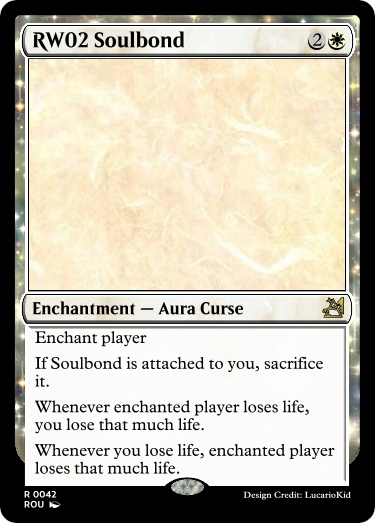 RW02 Soulbond
2
Enchantment — Aura Curse
Enchant player
If Soulbond is attached to you, sacrifice
it.
Whenever enchanted player loses life,
you lose that much life.
Whenever you lose life, enchanted player
loses that much life.
R 0042
ROU
Design Credit: LucarioKid